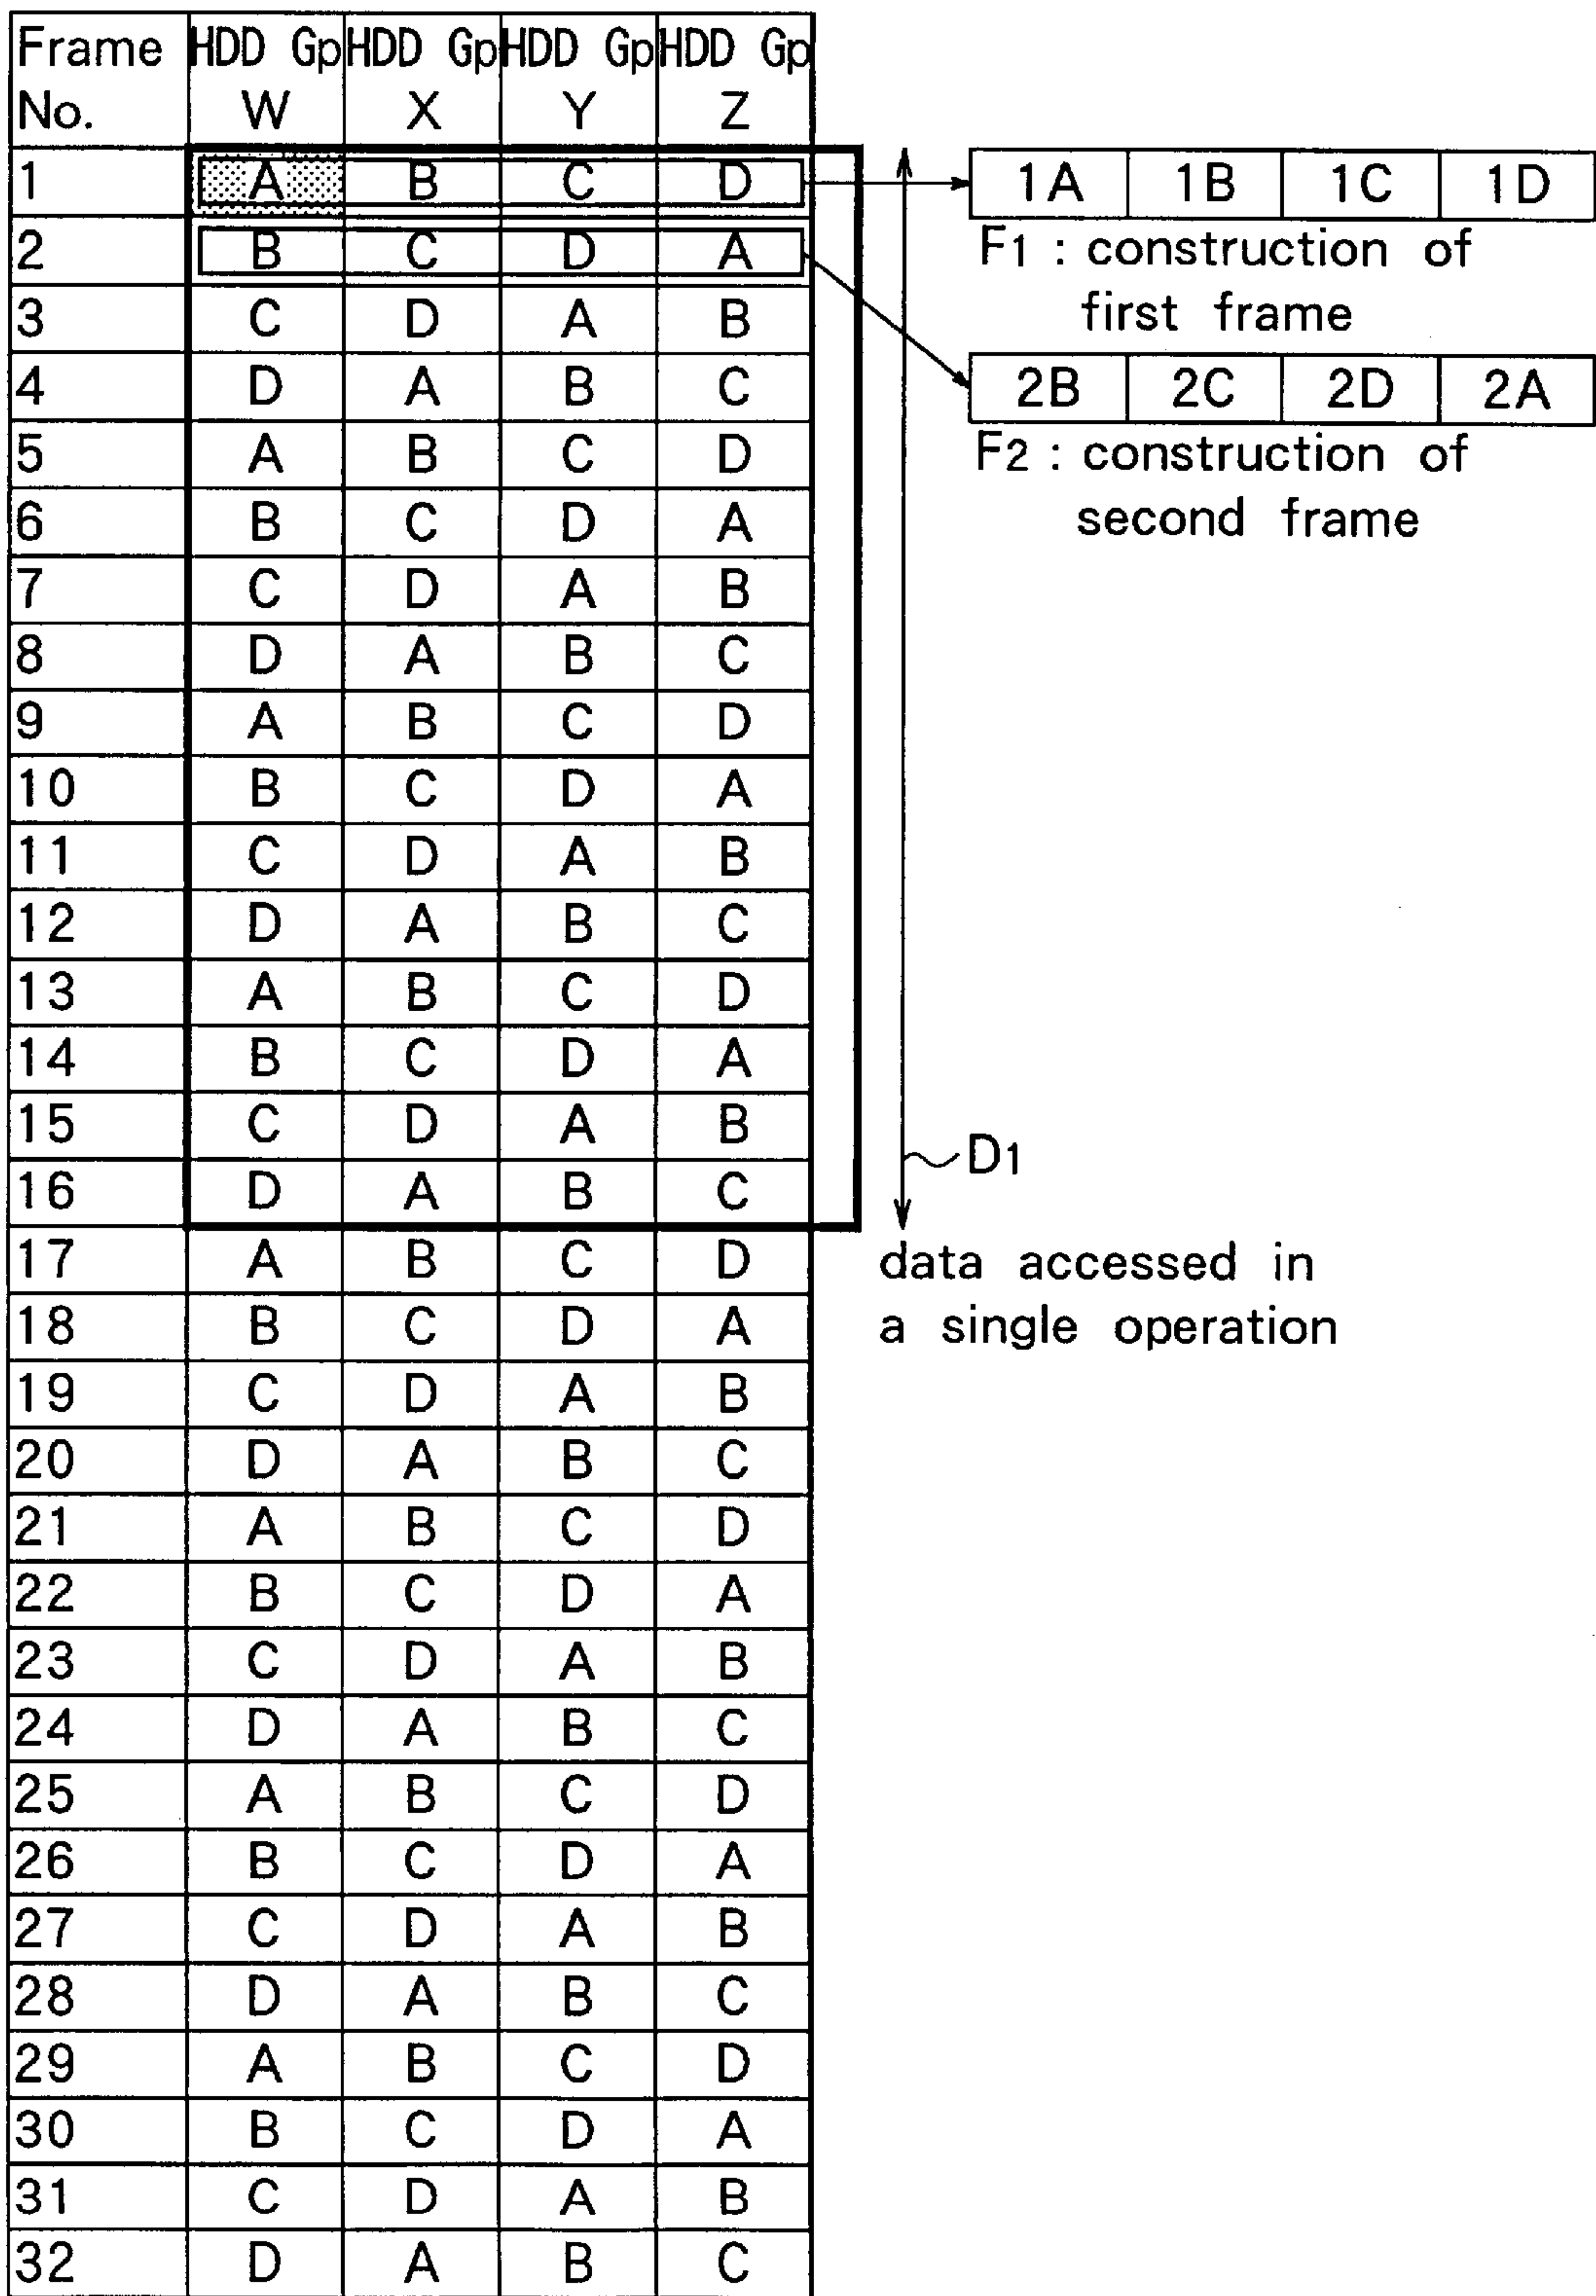 Frame No. HDD Gp W HDD Gp X HDD Gp Y HDD Gp Z
1 A B C D
2 B C D A
3 C D A B
4 D A B C
5 A B C D
6 B C D A
7 C D A B
8 D A B C
9 A B C D
10 B C D A
11 C D A B
12 D A B C
13 A B C D
14 B C D A
15 C D A B
16 D A B C
17 A B C D
18 B C D A
19 C D A B
20 D A B C
21 A B C D
22 B C D A
23 C D A B
24 D A B C
25 A B C D
26 B C D A
27 C D A B
28 D A B C
29 A B C D
30 B C D A
31 C D A B
32 D A B C
1A 1B 1C 1D
F1 : construction of
first frame
2B 2C 2D 2A
F2 : construction of
second frame
D1
data accessed in
a single operation